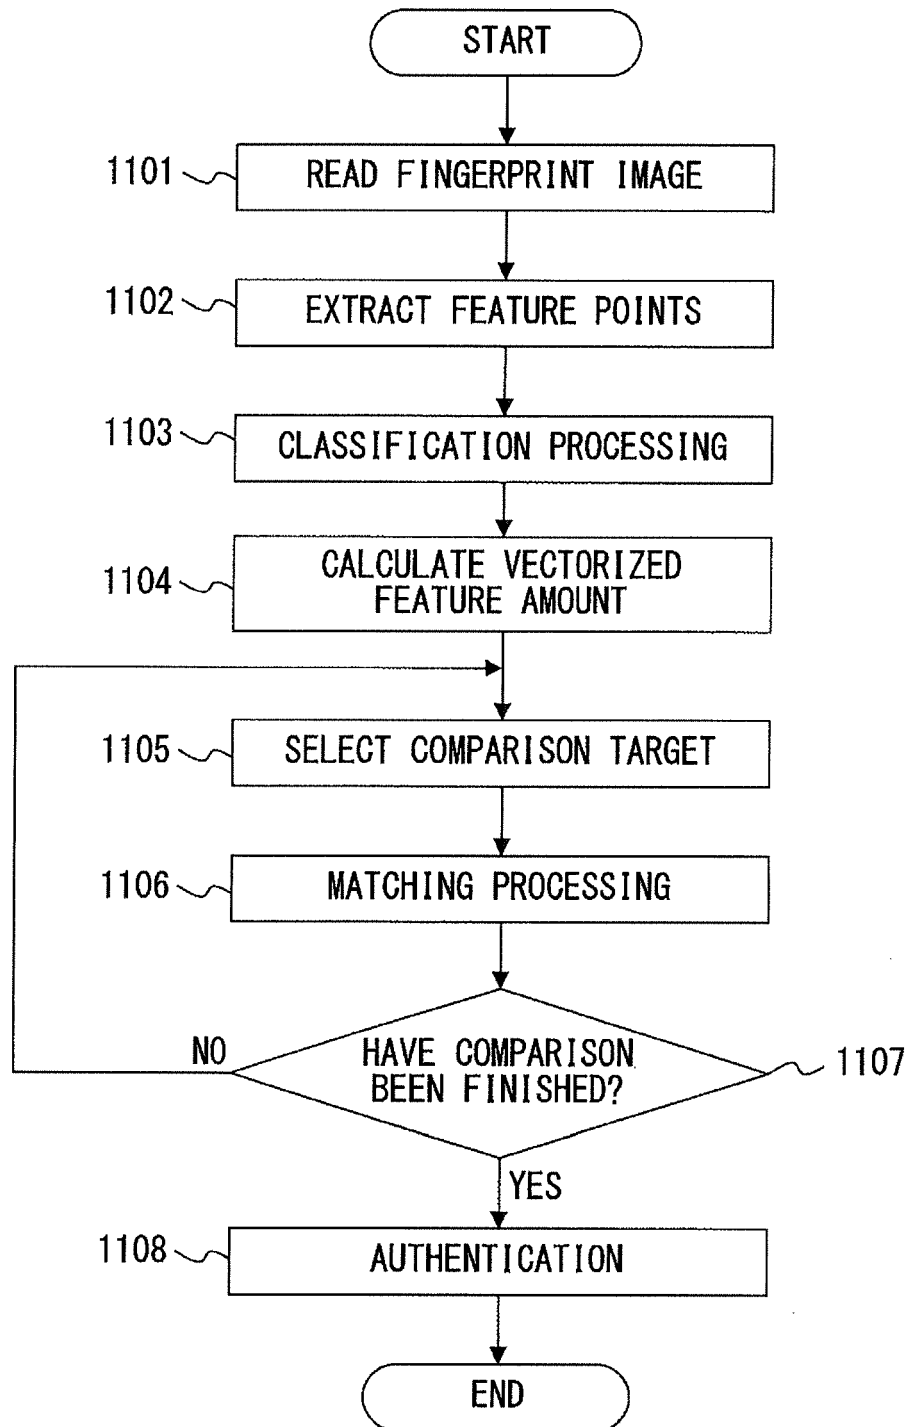 START
1101
READ FINGERPRINT IMAGE
1102
EXTRACT FEATURE POINTS
1103
CLASSIFICATION PROCESSING
1104
CALCULATE VECTORIZED
FEATURE AMOUNT
1105
SELECT COMPARISON TARGET
1106
MATCHING PROCESSING
NO
HAVE COMPARISON
BEEN FINISHED?
1107
YES
1108
AUTHENTICATION
END